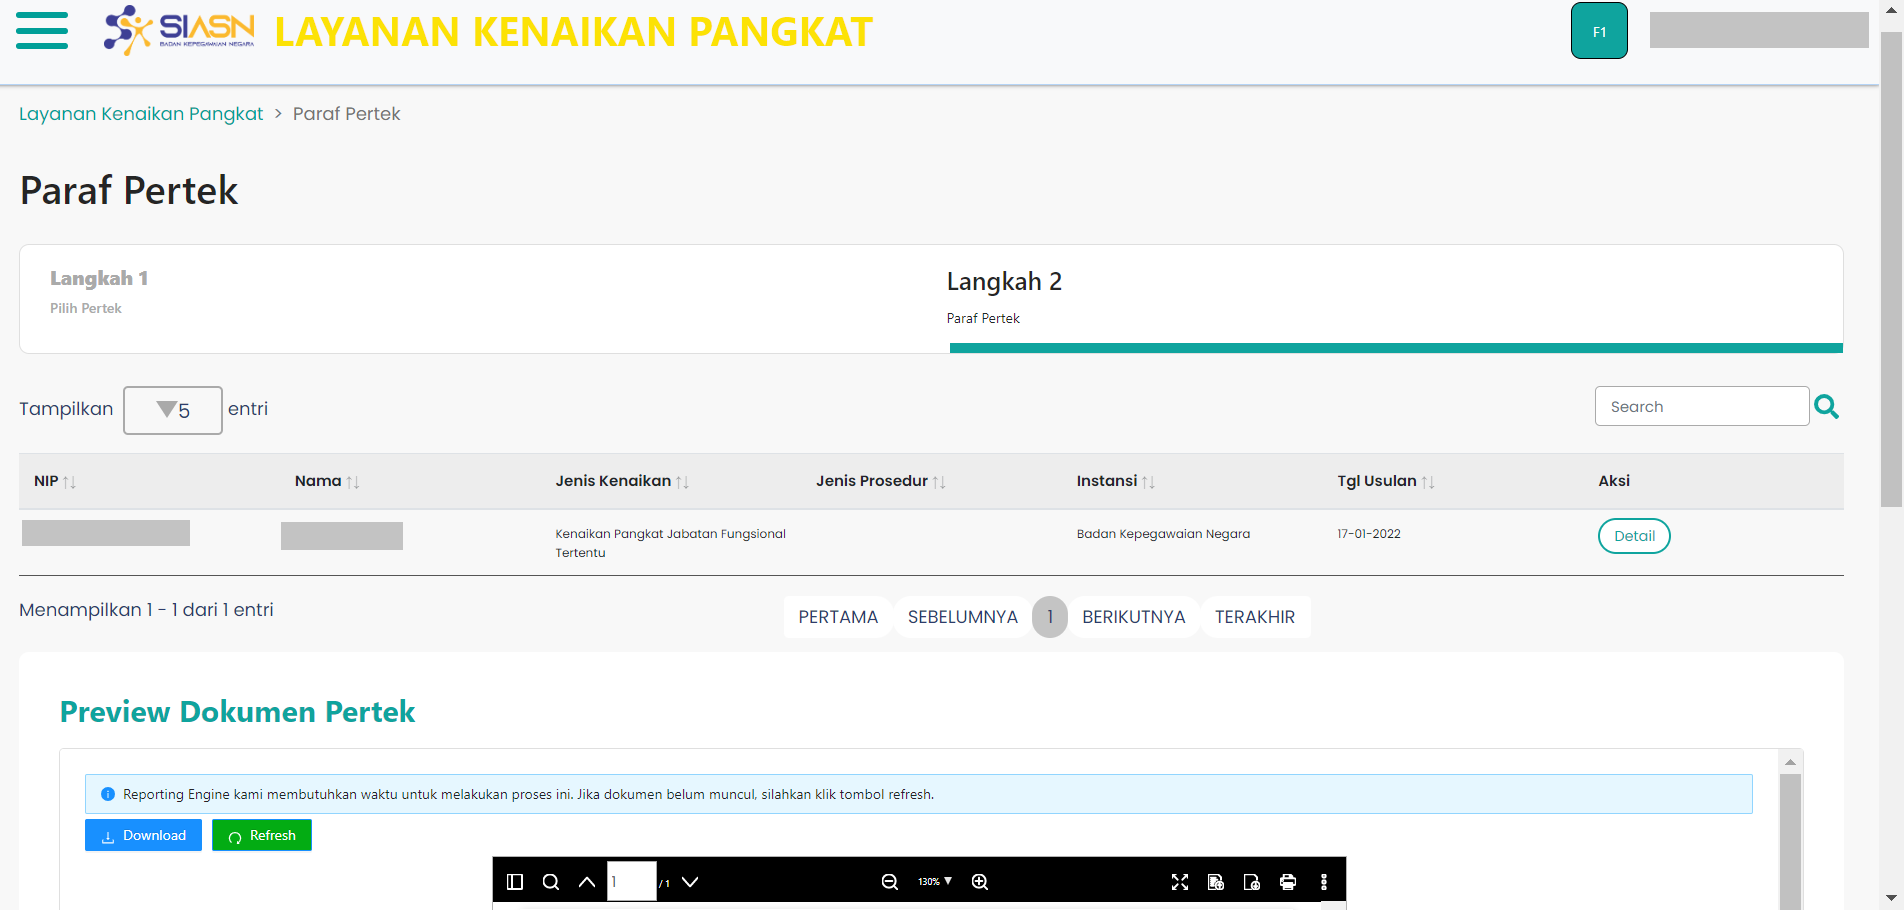 SIASN
BADAN KEPEGAWAIAN NEGARA
LAYANAN KENAIKAN PANGKAT
F1
Layanan Kenaikan Pangkat > Paraf Pertek
Paraf Pertek
Langkah 1
Pilih Pertek
Langkah 2
Paraf Pertek
Tampilkan 5 entri
Search
NIP Nama Jenis Kenaikan Jenis Prosedur Instansi Tgl Usulan Aksi
Kenaikan Pangkat Jabatan Fungsional
Tertentu
Badan Kepegawaian Negara
17-01-2022
Detail
Menampilkan 1 - 1 dari 1 entri
PERTAMA SEBELUMNYA 1 BERIKUTNYA TERAKHIR
Preview Dokumen Pertek
Reporting Engine kami membutuhkan waktu untuk melakukan proses ini. Jika dokumen belum muncul, silahkan klik tombol refresh.
Download Refresh
1 / 1 130%